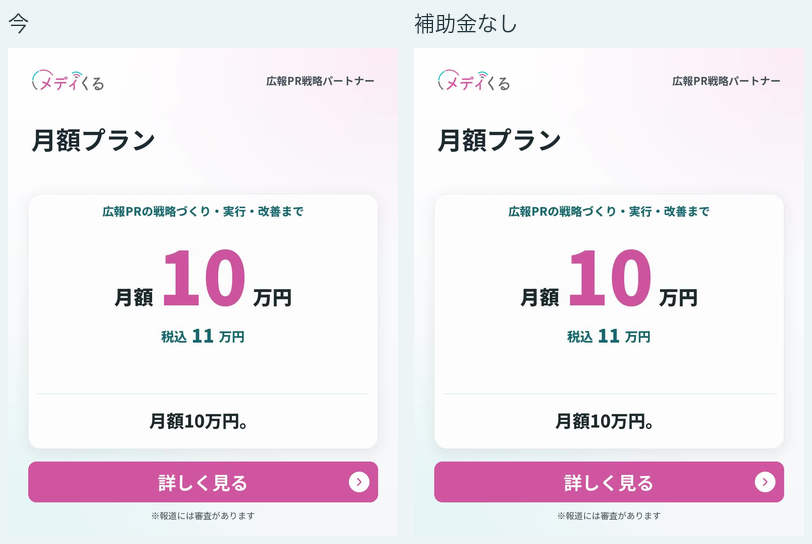 今
メディくる
広報PR戦略パートナー
月額プラン
広報PRの戦略づくり・実行・改善まで
月額 10 万円
税込 11 万円
月額10万円。
詳しく見る
※報道には審査があります
補助金なし
メディくる
広報PR戦略パートナー
月額プラン
広報PRの戦略づくり・実行・改善まで
月額 10 万円
税込 11 万円
月額10万円。
詳しく見る
※報道には審査があります